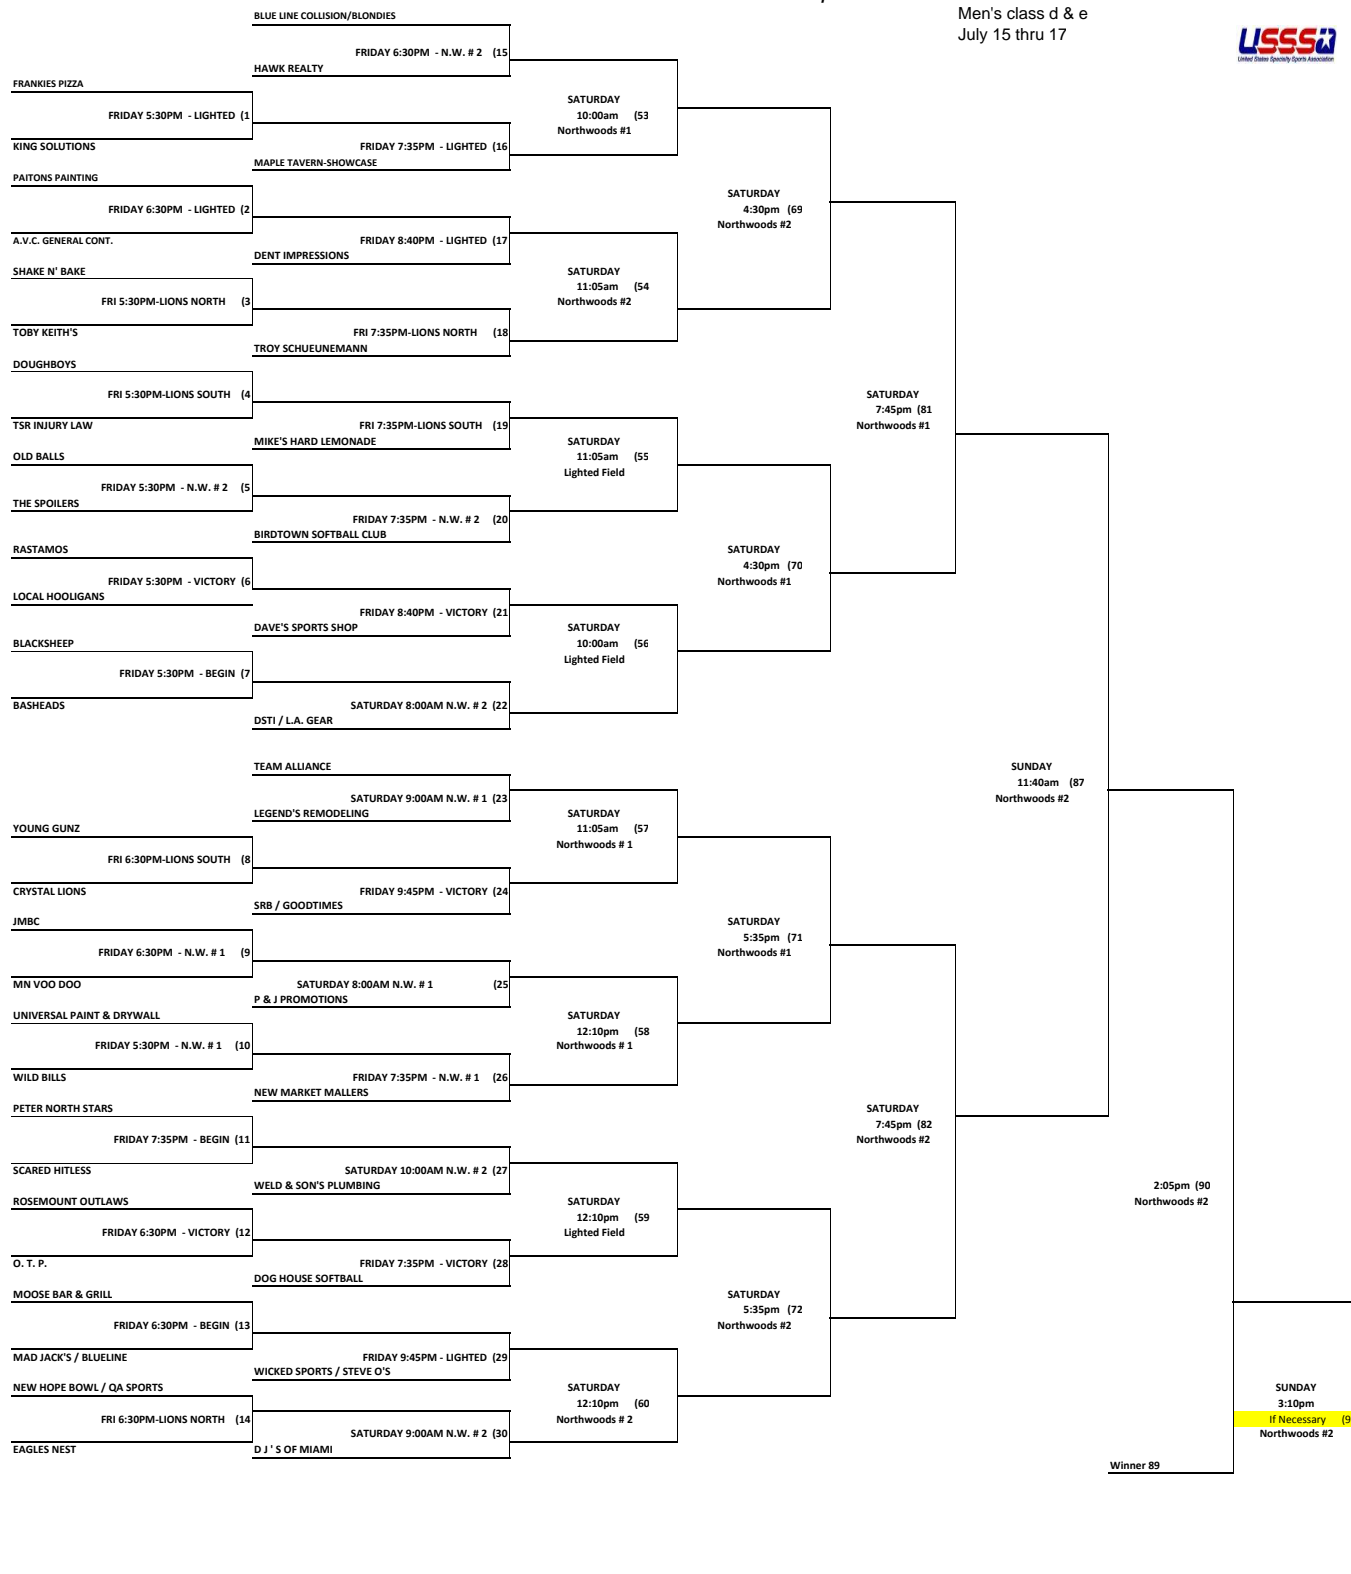 BLUE LINE COLLISION/BLONDIES
Men's class d & e
July 15 thru 17
USSSA
United States Specialty Sports Association
FRIDAY 6:30PM - N.W. # 2 (15
HAWK REALTY
FRANKIES PIZZA
SATURDAY
10:00am (53
Northwoods #1
FRIDAY 5:30PM - LIGHTED (1
KING SOLUTIONS
FRIDAY 7:35PM - LIGHTED (16
MAPLE TAVERN-SHOWCASE
PAITONS PAINTING
SATURDAY
4:30pm (69
Northwoods #2
FRIDAY 6:30PM - LIGHTED (2
A.V.C. GENERAL CONT.
FRIDAY 8:40PM - LIGHTED (17
DENT IMPRESSIONS
SHAKE N' BAKE
SATURDAY
11:05am (54
Northwoods #2
FRI 5:30PM-LIONS NORTH (3
TOBY KEITH'S
FRI 7:35PM-LIONS NORTH (18
TROY SCHUEUNEMANN
DOUGHBOYS
FRI 5:30PM-LIONS SOUTH (4
SATURDAY
7:45pm (81
Northwoods #1
TSR INJURY LAW
FRI 7:35PM-LIONS SOUTH (19
MIKE'S HARD LEMONADE
SATURDAY
11:05am (55
Lighted Field
OLD BALLS
FRIDAY 5:30PM - N.W. # 2 (5
THE SPOILERS
FRIDAY 7:35PM - N.W. # 2 (20
BIRDTOWN SOFTBALL CLUB
RASTAMOS
SATURDAY
4:30pm (70
Northwoods #1
FRIDAY 5:30PM - VICTORY (6
LOCAL HOOLIGANS
FRIDAY 8:40PM - VICTORY (21
DAVE'S SPORTS SHOP
SATURDAY
10:00am (56
Lighted Field
BLACKSHEEP
FRIDAY 5:30PM - BEGIN (7
BASHEADS
SATURDAY 8:00AM N.W. # 2 (22
DSTI / L.A. GEAR
TEAM ALLIANCE
SUNDAY
11:40am (87
Northwoods #2
SATURDAY 9:00AM N.W. # 1 (23
LEGEND'S REMODELING
SATURDAY
11:05am (57
Northwoods # 1
YOUNG GUNZ
FRI 6:30PM-LIONS SOUTH (8
CRYSTAL LIONS
FRIDAY 9:45PM - VICTORY (24
SRB / GOODTIMES
JMBC
SATURDAY
5:35pm (71
Northwoods #1
FRIDAY 6:30PM - N.W. # 1 (9
MN VOO DOO
SATURDAY 8:00AM N.W. # 1 (25
P & J PROMOTIONS
UNIVERSAL PAINT & DRYWALL
SATURDAY
12:10pm (58
Northwoods # 1
FRIDAY 5:30PM - N.W. # 1 (10
WILD BILLS
FRIDAY 7:35PM - N.W. # 1 (26
NEW MARKET MALLERS
PETER NORTH STARS
SATURDAY
7:45pm (82
Northwoods #2
FRIDAY 7:35PM - BEGIN (11
SCARED HITLESS
SATURDAY 10:00AM N.W. # 2 (27
WELD & SON'S PLUMBING
2:05pm (90
Northwoods #2
ROSEMOUNT OUTLAWS
SATURDAY
12:10pm (59
Lighted Field
FRIDAY 6:30PM - VICTORY (12
O. T. P.
FRIDAY 7:35PM - VICTORY (28
DOG HOUSE SOFTBALL
MOOSE BAR & GRILL
SATURDAY
5:35pm (72
Northwoods #2
FRIDAY 6:30PM - BEGIN (13
MAD JACK'S / BLUELINE
FRIDAY 9:45PM - LIGHTED (29
WICKED SPORTS / STEVE O'S
NEW HOPE BOWL / QA SPORTS
SATURDAY
12:10pm (60
Northwoods # 2
SUNDAY
3:10pm
If Necessary (9
Northwoods #2
FRI 6:30PM-LIONS NORTH (14
EAGLES NEST
SATURDAY 9:00AM N.W. # 2 (30
D J ' S OF MIAMI
Winner 89